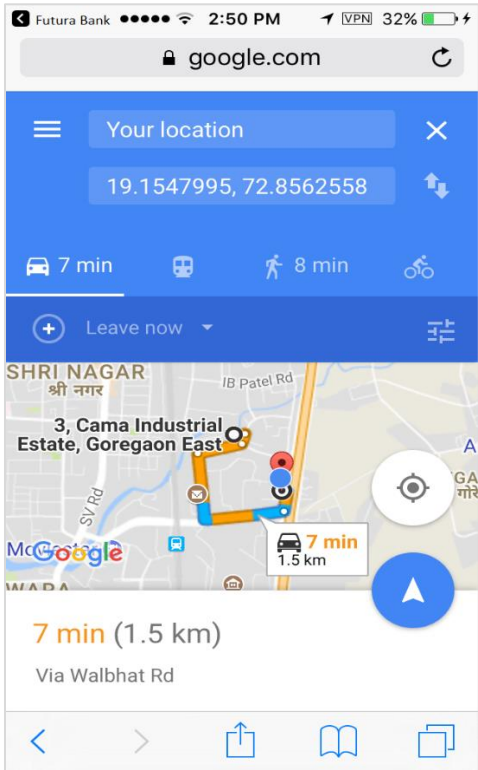 Futura Bank 2:50 PM VPN 32%
google.com
Your location
19.1547995, 72.8562558
7 min 8 min
Leave now
SHRI NAGAR
श्री नगर
IB Patel Rd
3, Cama Industrial
Estate, Goregaon East
A
GA
गोरे
SV Rd
Google
7 min
1.5 km
7 min (1.5 km)
Via Walbhat Rd